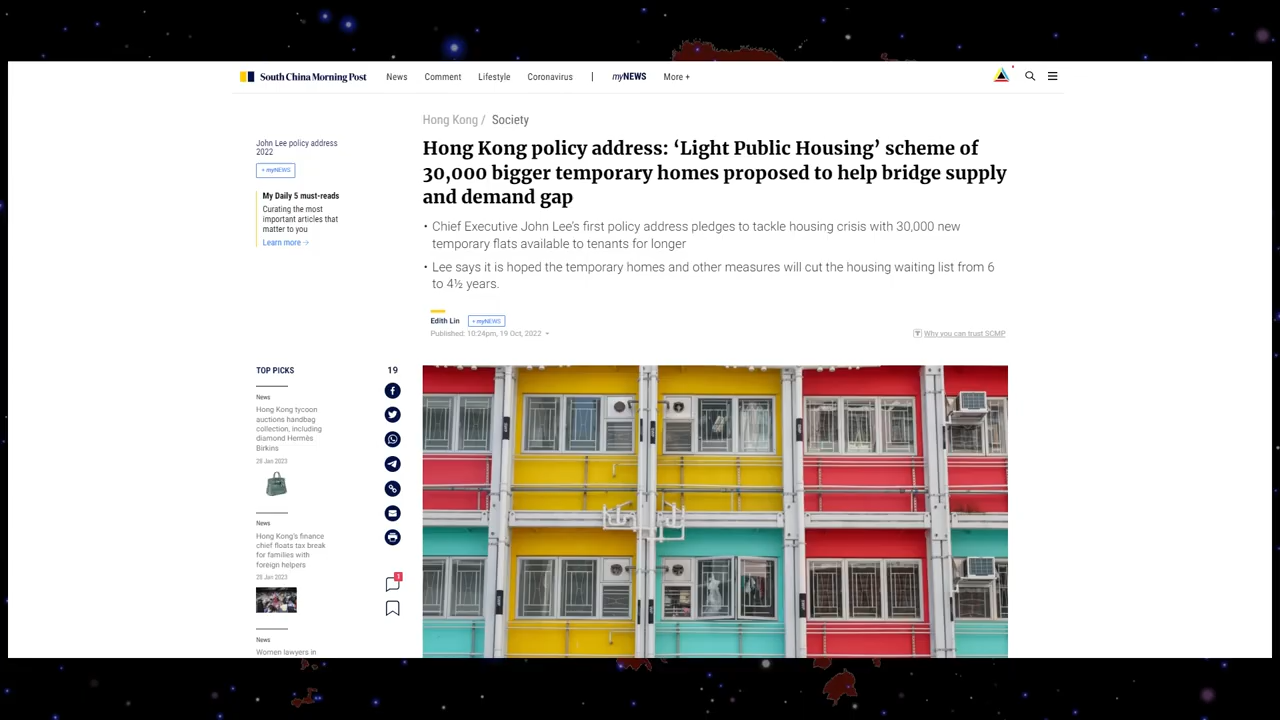 South China Morning Post
News
Comment
Lifestyle
Coronavirus
|
myNEWS
More +
Hong Kong / Society
John Lee policy address
2022
+ myNEWS
My Daily 5 must-reads
Curating the most
important articles that
matter to you
Learn more →
Hong Kong policy address: ‘Light Public Housing’ scheme of
30,000 bigger temporary homes proposed to help bridge supply
and demand gap
• Chief Executive John Lee’s first policy address pledges to tackle housing crisis with 30,000 new
temporary flats available to tenants for longer
• Lee says it is hoped the temporary homes and other measures will cut the housing waiting list from 6
to 4½ years.
Edith Lin
+ myNEWS
Published: 10:24pm, 19 Oct, 2022
Why you can trust SCMP
TOP PICKS
News
Hong Kong tycoon
auctions handbag
collection, including
diamond Hermès
Birkins
28 Jan 2023
News
Hong Kong’s finance
chief floats tax break
for families with
foreign helpers
28 Jan 2023
News
Women lawyers in
19
1